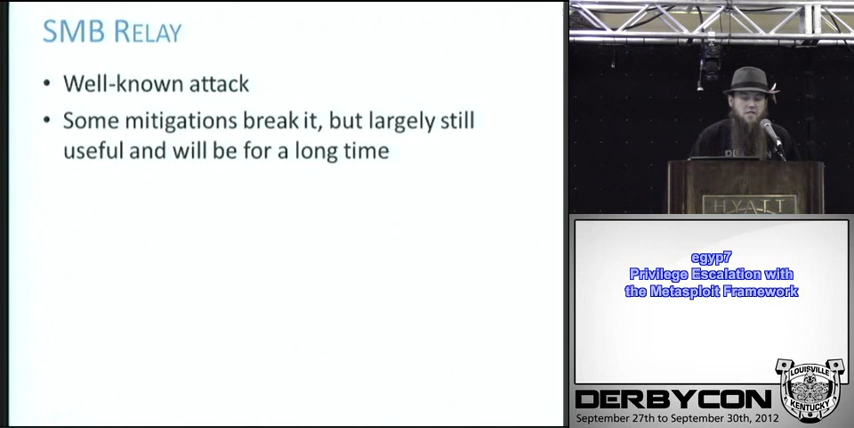 SMB RELAY
• Well-known attack
• Some mitigations break it, but largely still
useful and will be for a long time
HYATT
egyp7
Privilege Escalation with
the Metasploit Framework
DERBYCON
LOUISVILLE
KENTUCKY
September 27th to September 30th, 2012